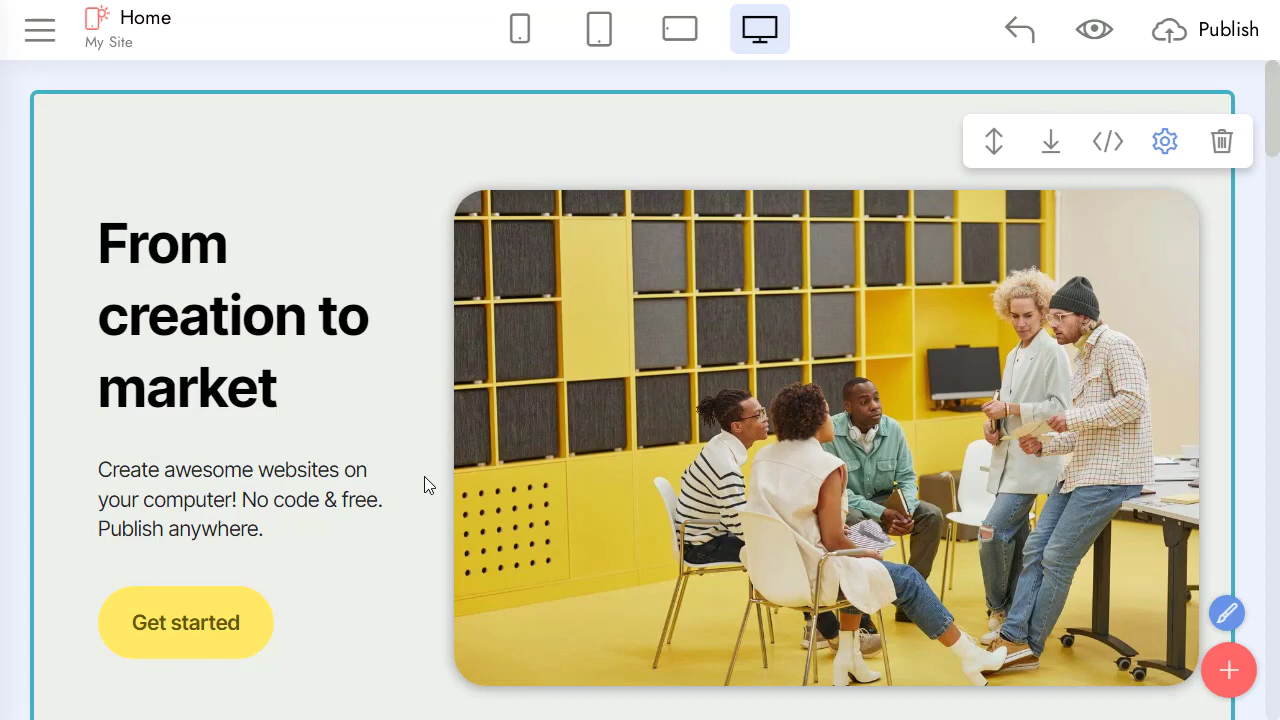 Home
My Site
Publish
From
creation to
market
Create awesome websites on
your computer! No code & free.
Publish anywhere.
Get started